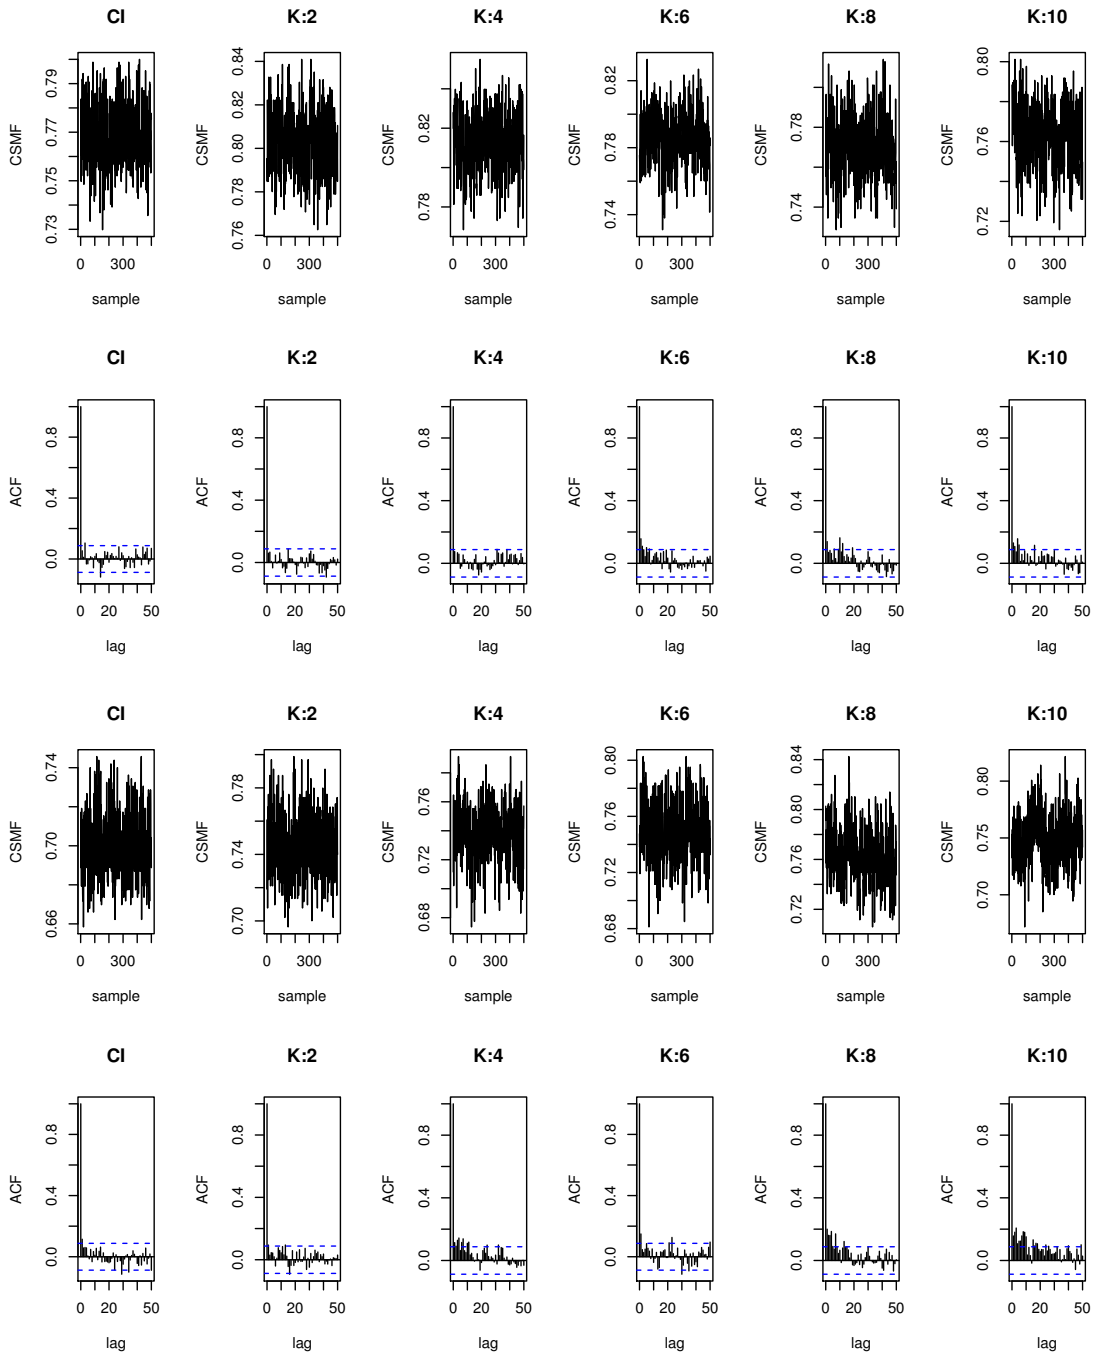 CI K:2 K:4 K:6 K:8 K:10
CSMF 0.73 0.75 0.77 0.79 CSMF 0.76 0.78 0.80 0.82 0.84 CSMF 0.78 0.82 CSMF 0.74 0.78 0.82 CSMF 0.74 0.78 CSMF 0.72 0.76 0.80
0 300 0 300 0 300 0 300 0 300 0 300
sample sample sample sample sample sample
CI K:2 K:4 K:6 K:8 K:10
ACF 0.0 0.4 0.8 ACF 0.0 0.4 0.8 ACF 0.0 0.4 0.8 ACF 0.0 0.4 0.8 ACF 0.0 0.4 0.8 ACF 0.0 0.4 0.8
0 20 50 0 20 50 0 20 50 0 20 50 0 20 50 0 20 50
lag lag lag lag lag lag
CI K:2 K:4 K:6 K:8 K:10
CSMF 0.66 0.70 0.74 CSMF 0.70 0.74 0.78 CSMF 0.68 0.72 0.76 CSMF 0.68 0.72 0.76 0.80 CSMF 0.72 0.76 0.80 0.84 CSMF 0.70 0.75 0.80
0 300 0 300 0 300 0 300 0 300 0 300
sample sample sample sample sample sample
CI K:2 K:4 K:6 K:8 K:10
ACF 0.0 0.4 0.8 ACF 0.0 0.4 0.8 ACF 0.0 0.4 0.8 ACF 0.0 0.4 0.8 ACF 0.0 0.4 0.8 ACF 0.0 0.4 0.8
0 20 50 0 20 50 0 20 50 0 20 50 0 20 50 0 20 50
lag lag lag lag lag lag